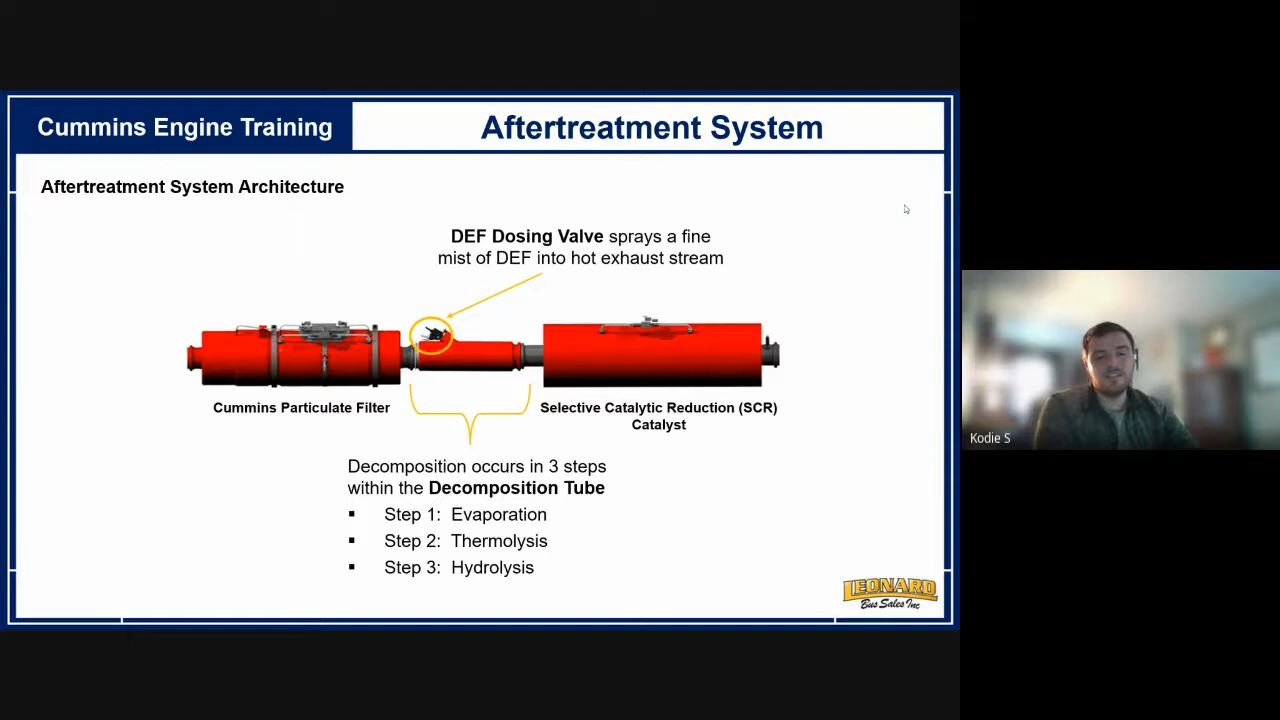 Cummins Engine Training
Aftertreatment System
Aftertreatment System Architecture
DEF Dosing Valve sprays a fine
mist of DEF into hot exhaust stream
Cummins Particulate Filter
Selective Catalytic Reduction (SCR)
Catalyst
Decomposition occurs in 3 steps
within the Decomposition Tube
▪ Step 1: Evaporation
▪ Step 2: Thermolysis
▪ Step 3: Hydrolysis
LEONARD
Bus Sales Inc
Kodie S